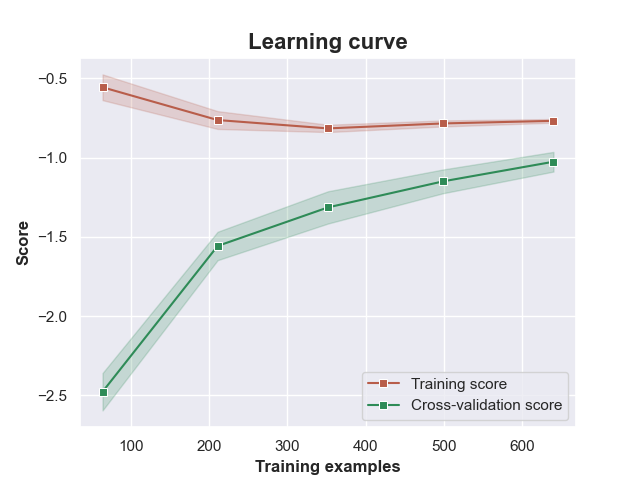 Learning curve
−0.5
−1.0
−1.5
−2.0
−2.5
Score
100 200 300 400 500 600
Training examples
Training score
Cross-validation score